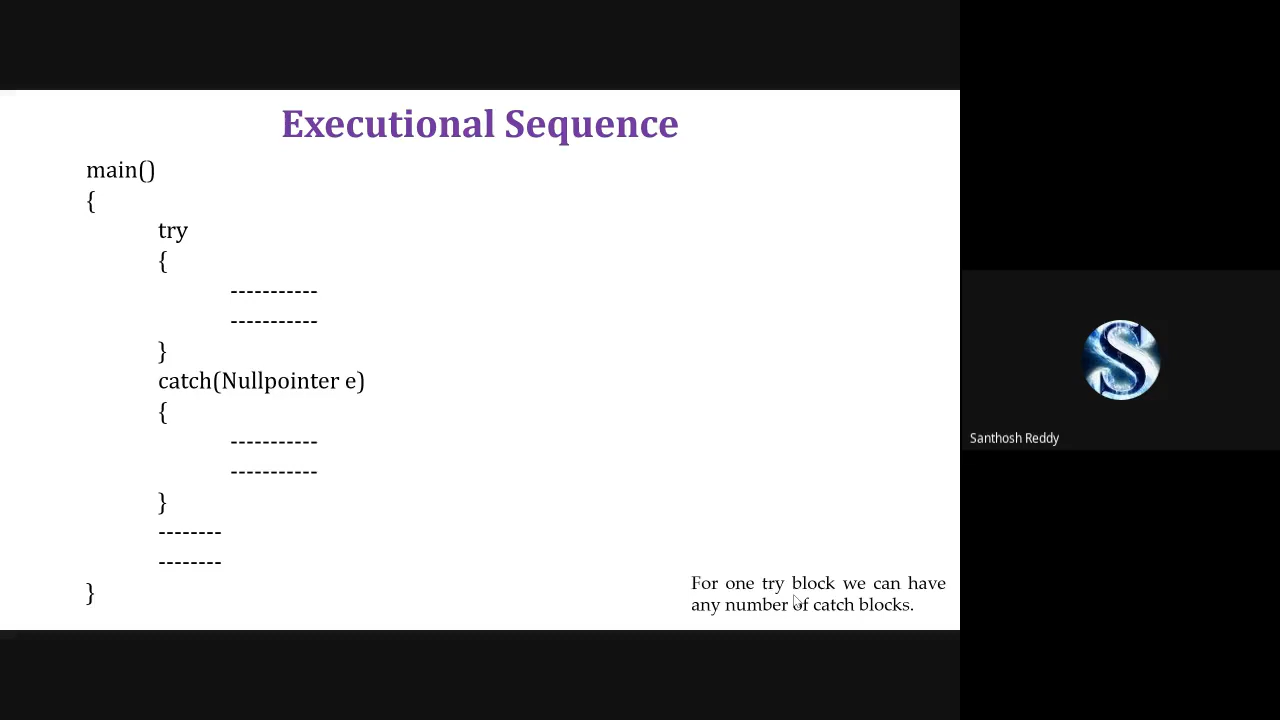 Executional Sequence
main()
{
try
{
-----------
-----------
}
catch(Nullpointer e)
{
-----------
-----------
}
--------
--------
}
For one try block we can have
any number of catch blocks.
S
Santhosh Reddy